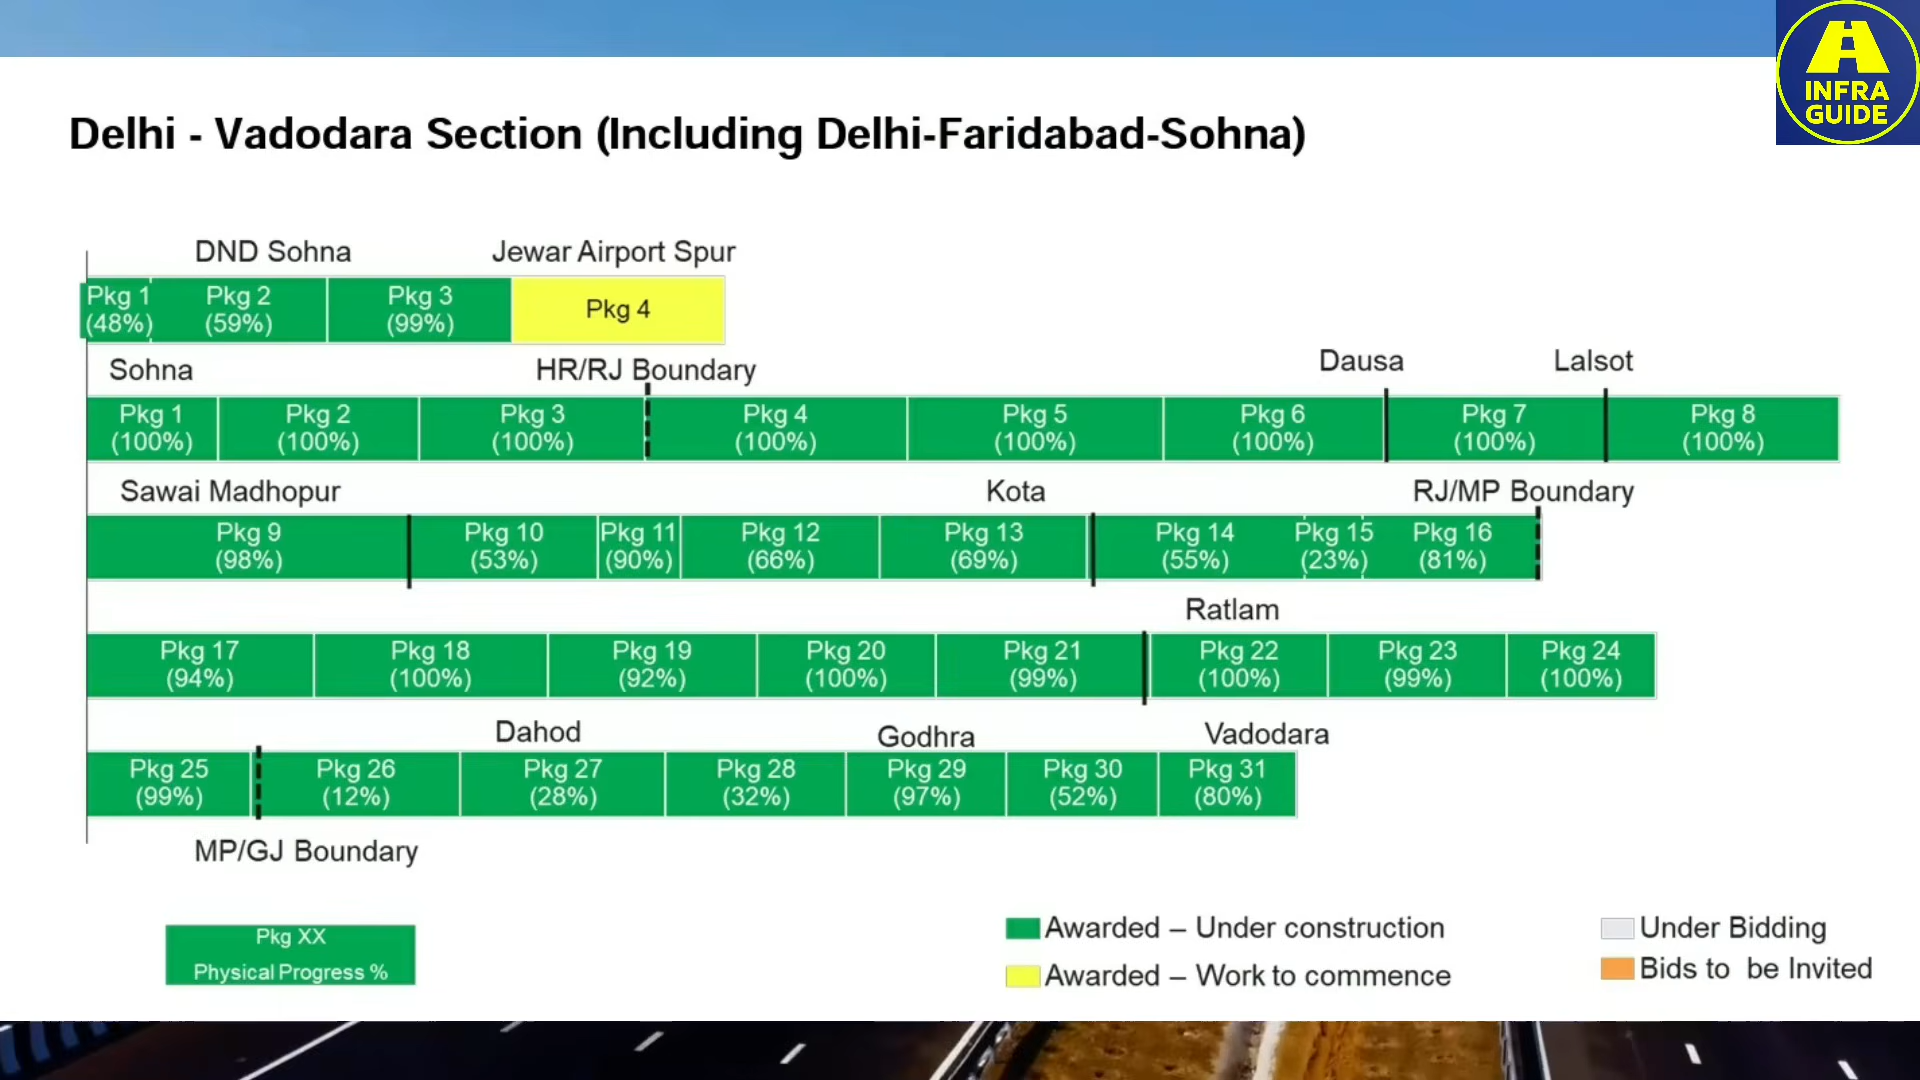 INFRA
GUIDE
Delhi - Vadodara Section (Including Delhi-Faridabad-Sohna)
DND Sohna
Jewar Airport Spur
Pkg 1
(48%)
Pkg 2
(59%)
Pkg 3
(99%)
Pkg 4
Sohna
HR/RJ Boundary
Dausa
Lalsot
Pkg 1
(100%)
Pkg 2
(100%)
Pkg 3
(100%)
Pkg 4
(100%)
Pkg 5
(100%)
Pkg 6
(100%)
Pkg 7
(100%)
Pkg 8
(100%)
Sawai Madhopur
Kota
RJ/MP Boundary
Pkg 9
(98%)
Pkg 10
(53%)
Pkg 11
(90%)
Pkg 12
(66%)
Pkg 13
(69%)
Pkg 14
(55%)
Pkg 15
(23%)
Pkg 16
(81%)
Ratlam
Pkg 17
(94%)
Pkg 18
(100%)
Pkg 19
(92%)
Pkg 20
(100%)
Pkg 21
(99%)
Pkg 22
(100%)
Pkg 23
(99%)
Pkg 24
(100%)
Dahod
Godhra
Vadodara
Pkg 25
(99%)
Pkg 26
(12%)
Pkg 27
(28%)
Pkg 28
(32%)
Pkg 29
(97%)
Pkg 30
(52%)
Pkg 31
(80%)
MP/GJ Boundary
Pkg XX
Physical Progress %
Awarded – Under construction
Awarded – Work to commence
Under Bidding
Bids to be Invited